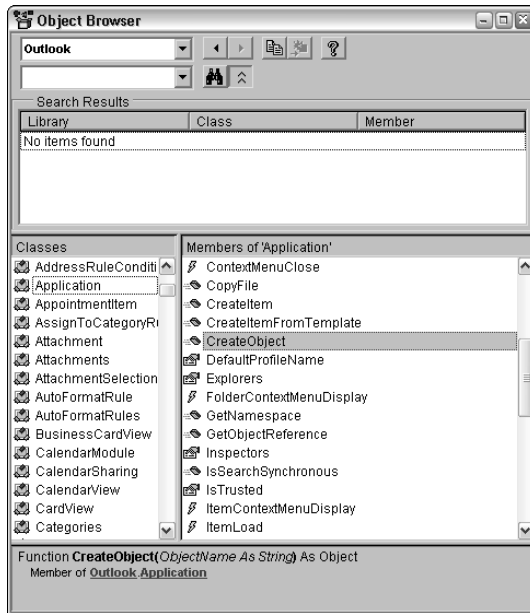 Object Browser
Outlook
Search Results
Library Class Member
No items found
Classes
AddressRuleConditi
Application
AppointmentItem
AssignToCategoryRu
Attachment
Attachments
AttachmentSelection
AutoFormatRule
AutoFormatRules
BusinessCardView
CalendarModule
CalendarSharing
CalendarView
CardView
Categories
Members of 'Application'
ContextMenuClose
CopyFile
CreateItem
CreateItemFromTemplate
CreateObject
DefaultProfileName
Explorers
FolderContextMenuDisplay
GetNamespace
GetObjectReference
Inspectors
IsSearchSynchronous
IsTrusted
ItemContextMenuDisplay
ItemLoad
Function CreateObject(ObjectName As String) As Object
Member of Outlook.Application